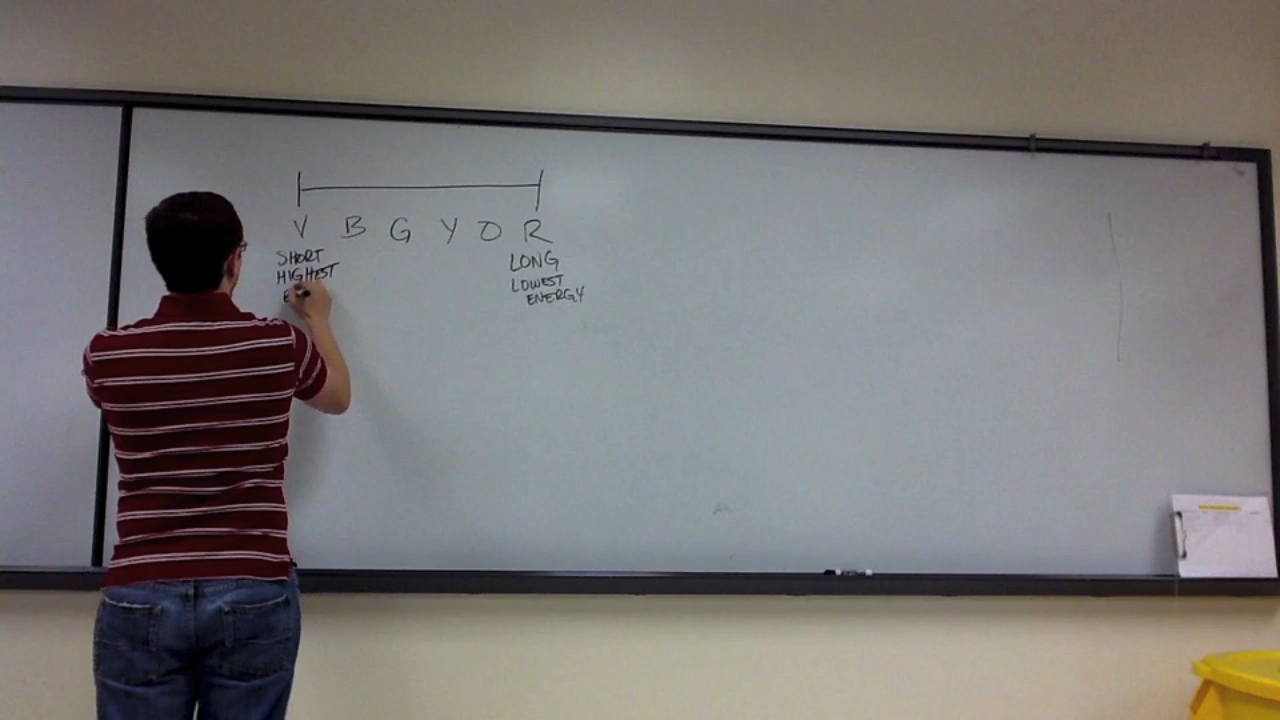 V B G Y O R
SHORT
HIGHEST
E
LONG
LOWEST
ENERGY